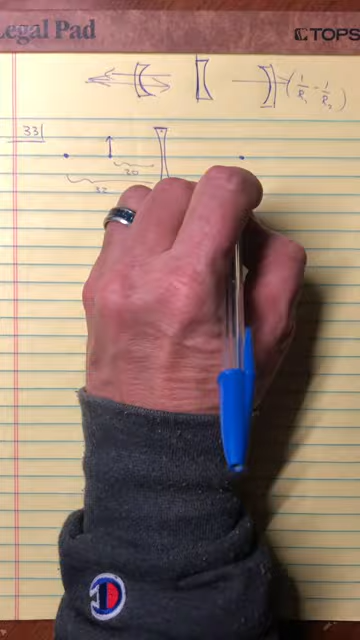 Legal Pad
TOPS
(1/R₁ - 1/R₂)
33
20
32